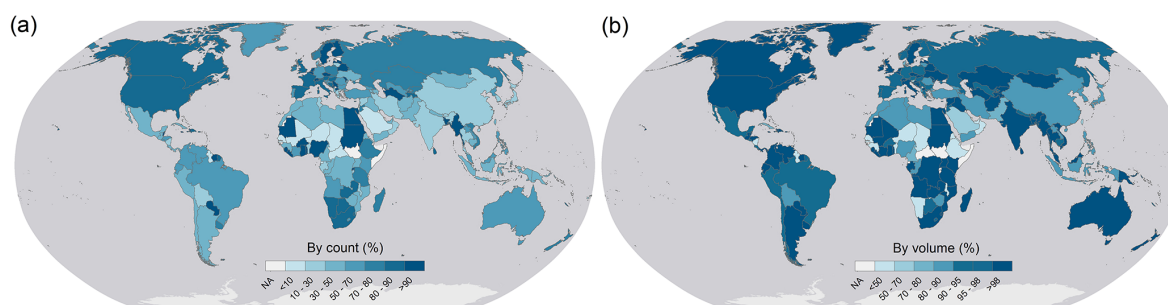 (a)
(b)
By count (%)
NA
<10
10 - 30
30 - 50
50 - 70
70 - 80
80 - 90
>90
By volume (%)
NA
<50
50 - 70
70 - 80
80 - 90
90 - 95
95 - 98
>98